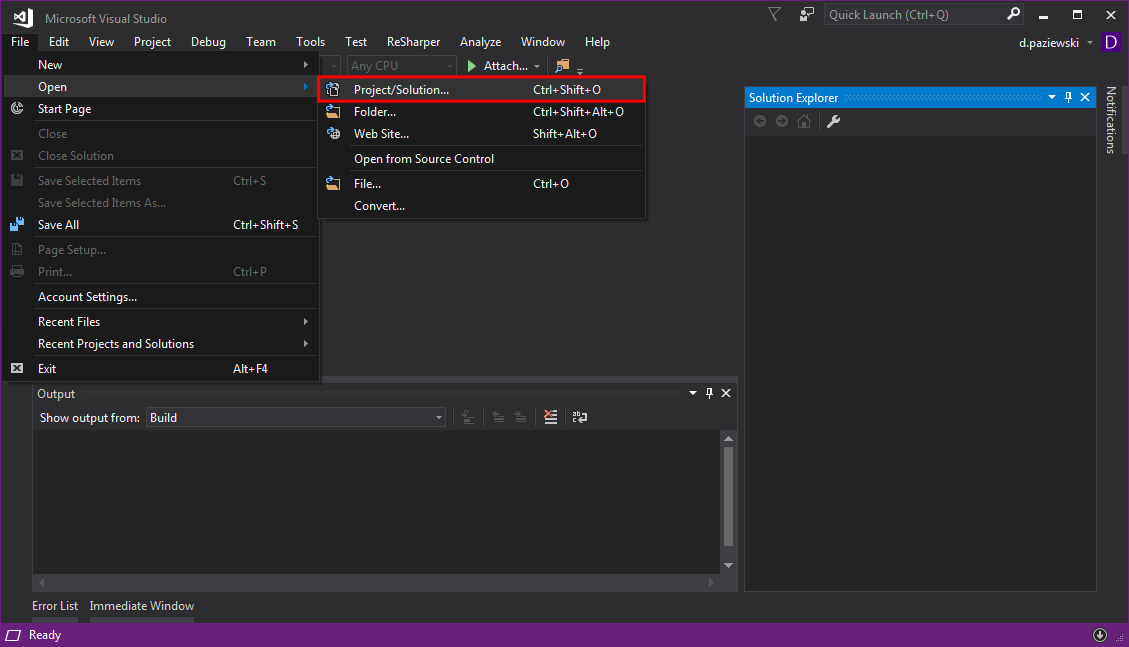 Microsoft Visual Studio
Quick Launch (Ctrl+Q)
File Edit View Project Debug Team Tools Test ReSharper Analyze Window Help
d.paziewski D
Any CPU Attach...
New
Open
Start Page
Close
Close Solution
Save Selected Items Ctrl+S
Save Selected Items As...
Save All Ctrl+Shift+S
Page Setup...
Print... Ctrl+P
Account Settings...
Recent Files
Recent Projects and Solutions
Exit Alt+F4
Project/Solution... Ctrl+Shift+O
Folder... Ctrl+Shift+Alt+O
Web Site... Shift+Alt+O
Open from Source Control
File... Ctrl+O
Convert...
Solution Explorer
Notifications
Output
Show output from: Build
Error List Immediate Window
Ready